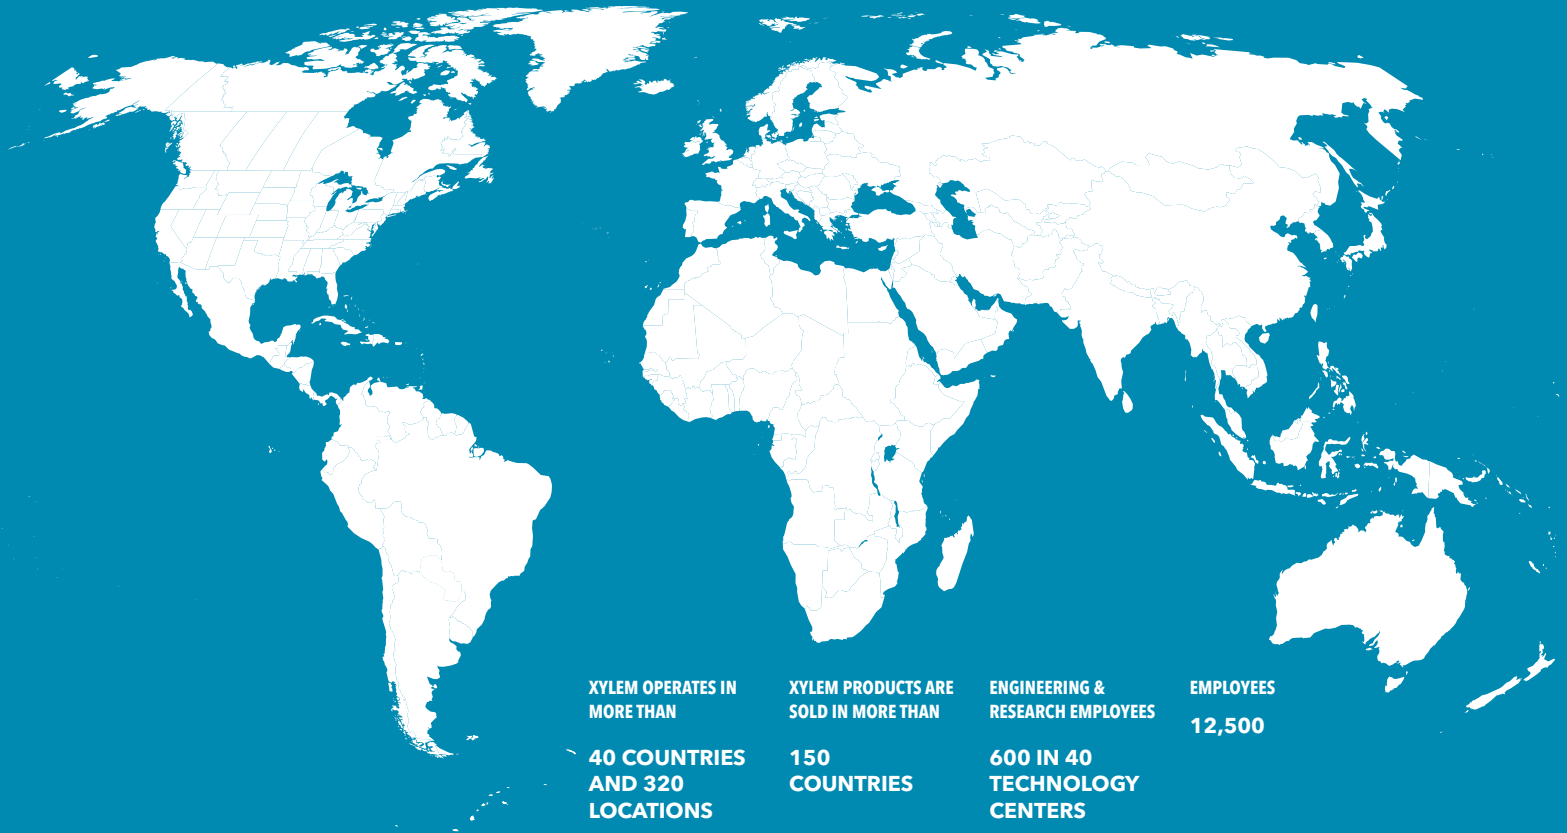 XYLEM OPERATES IN
MORE THAN
40 COUNTRIES
AND 320
LOCATIONS
XYLEM PRODUCTS ARE
SOLD IN MORE THAN
150
COUNTRIES
ENGINEERING &
RESEARCH EMPLOYEES
600 IN 40
TECHNOLOGY
CENTERS
EMPLOYEES
12,500